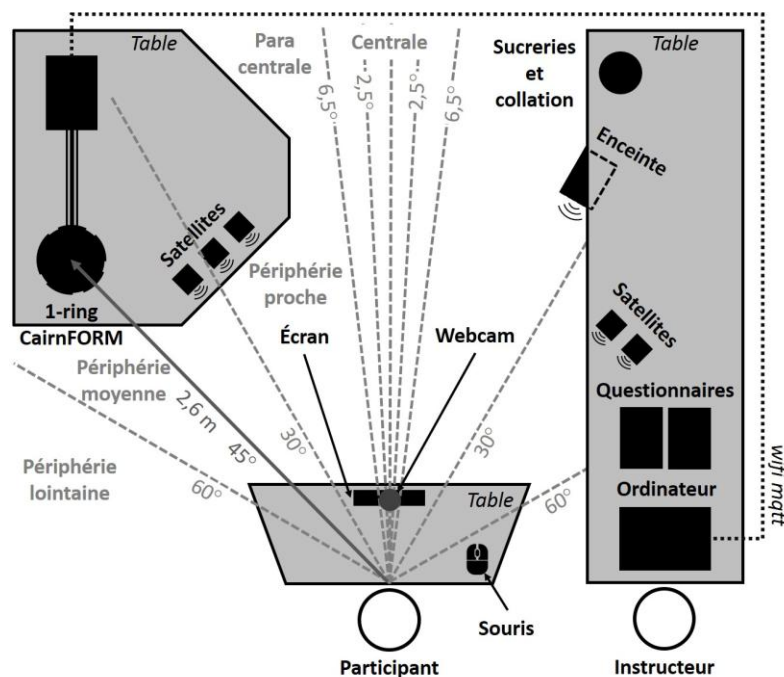 Table
Para
centrale
Centrale
6,5°
2,5°
2,5°
6,5°
Sucreries
et
collation
Table
Enceinte
Satellites
Périphérie
proche
1-ring
CairnFORM
Écran
Webcam
Satellites
Périphérie
moyenne
2,6 m
45°
30°
30°
Questionnaires
Périphérie
lointaine
60°
60°
Table
Ordinateur
wifi mqtt
Souris
Participant
Instructeur